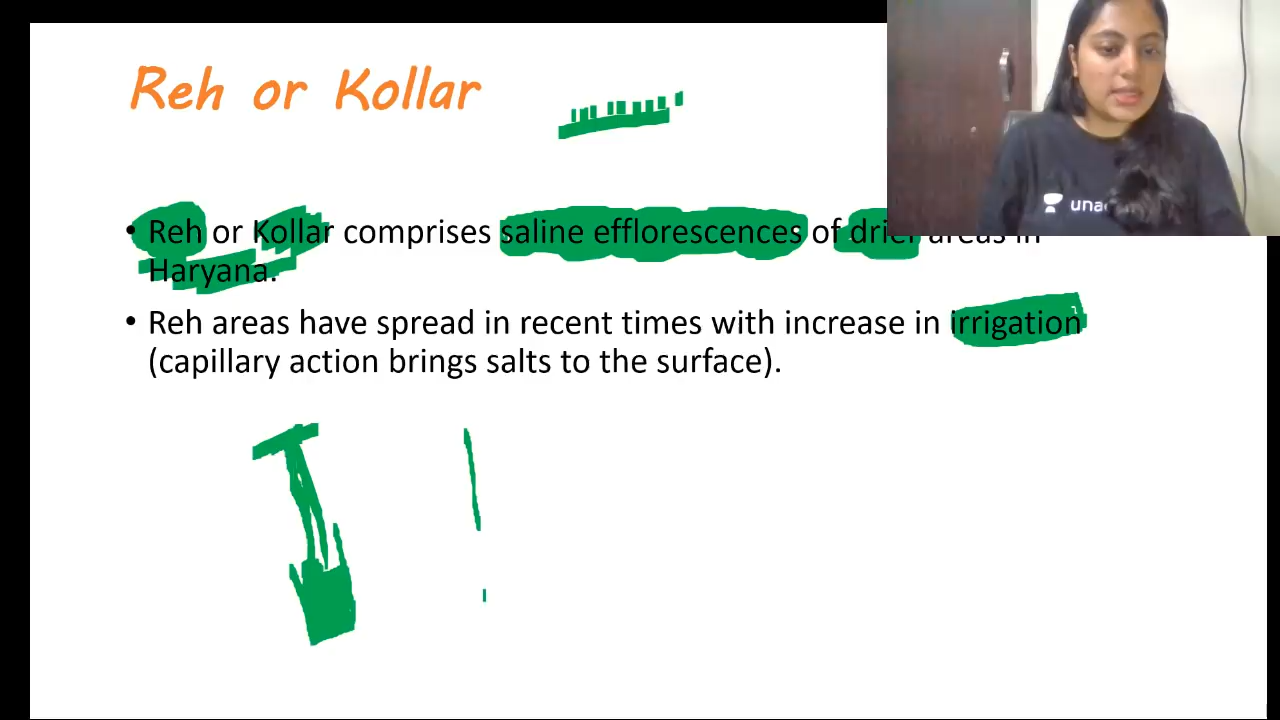 Reh or Kollar
• Reh or Kollar comprises saline efflorescences of drier areas in
Haryana.
• Reh areas have spread in recent times with increase in irrigation
(capillary action brings salts to the surface).
una